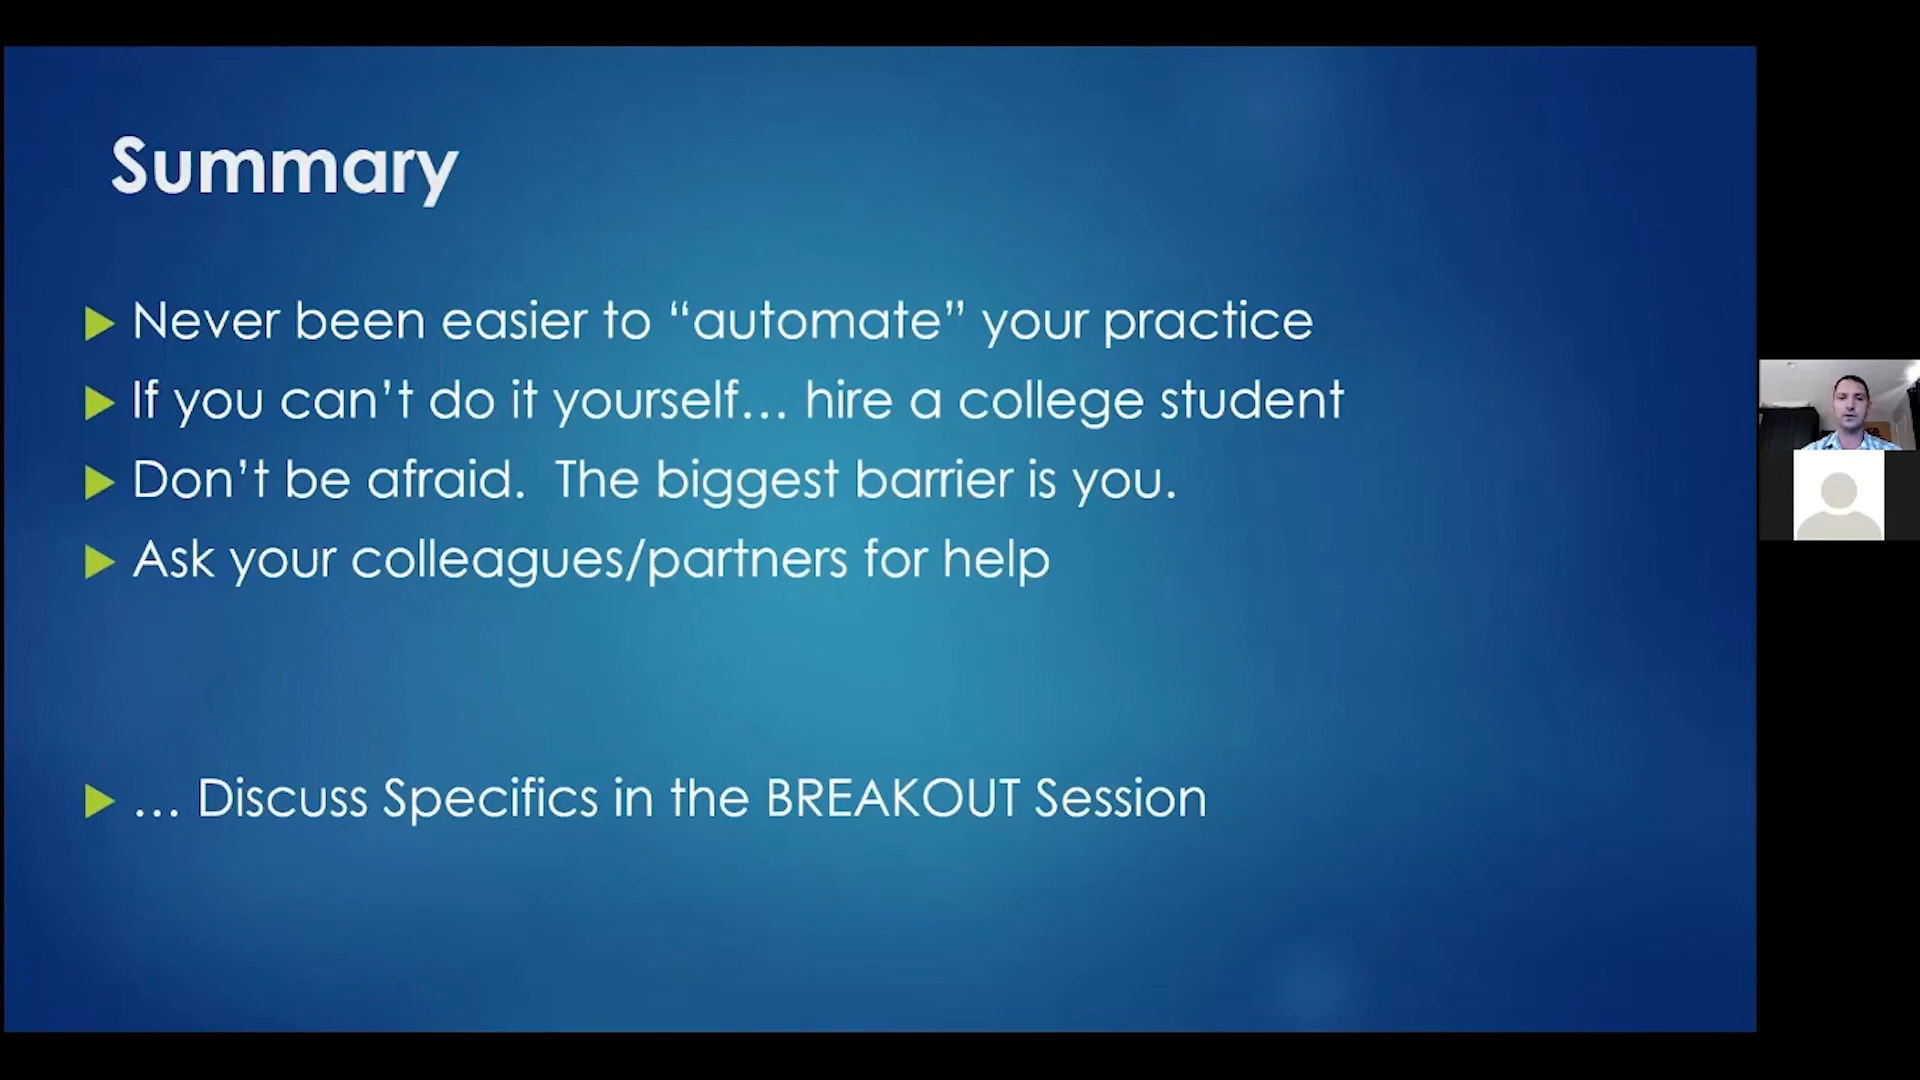 Summary
Never been easier to “automate” your practice
If you can’t do it yourself... hire a college student
Don’t be afraid.  The biggest barrier is you.
Ask your colleagues/partners for help
... Discuss Specifics in the BREAKOUT Session